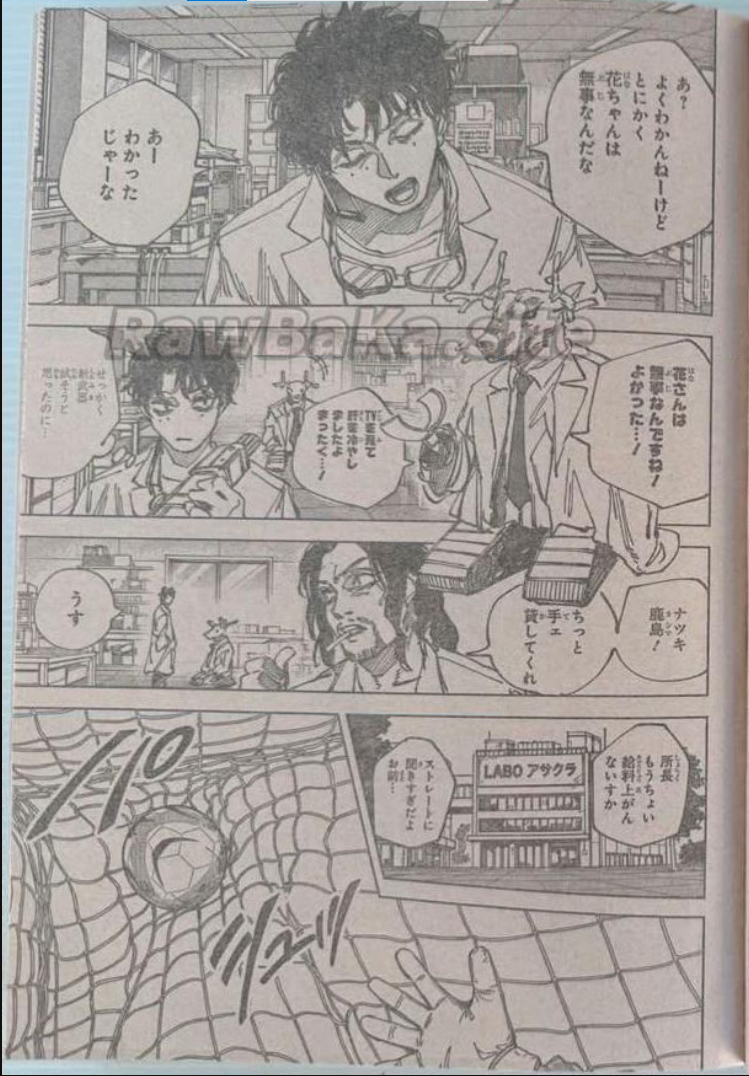 あ？
よくわかんねーけど
とにかく
花ちゃんは
無事なんだな
あー
わかった
じゃーな
RawBaKa.site
花さんは
無事なんですね！
よかった…！
TVを見て
肝を冷やし
ましたよ
まったく…！
せっかく
新武器
試そうと
思ったのに…
ナツキ
鹿島！
ちっと
手ェ
貸してくれ
うす
所長
もうちょい
給料上がん
ないすか
LABO アサクラ
ストレートに
聞きすぎだよ
お前…
パパ
シュッ